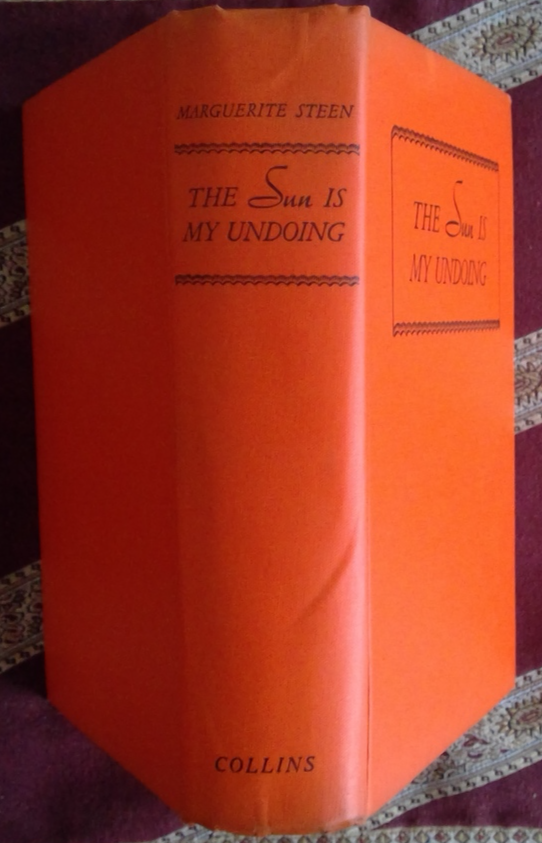 MARGUERITE STEEN
THE Sun IS
MY UNDOING
COLLINS
THE Sun IS
MY UNDOING